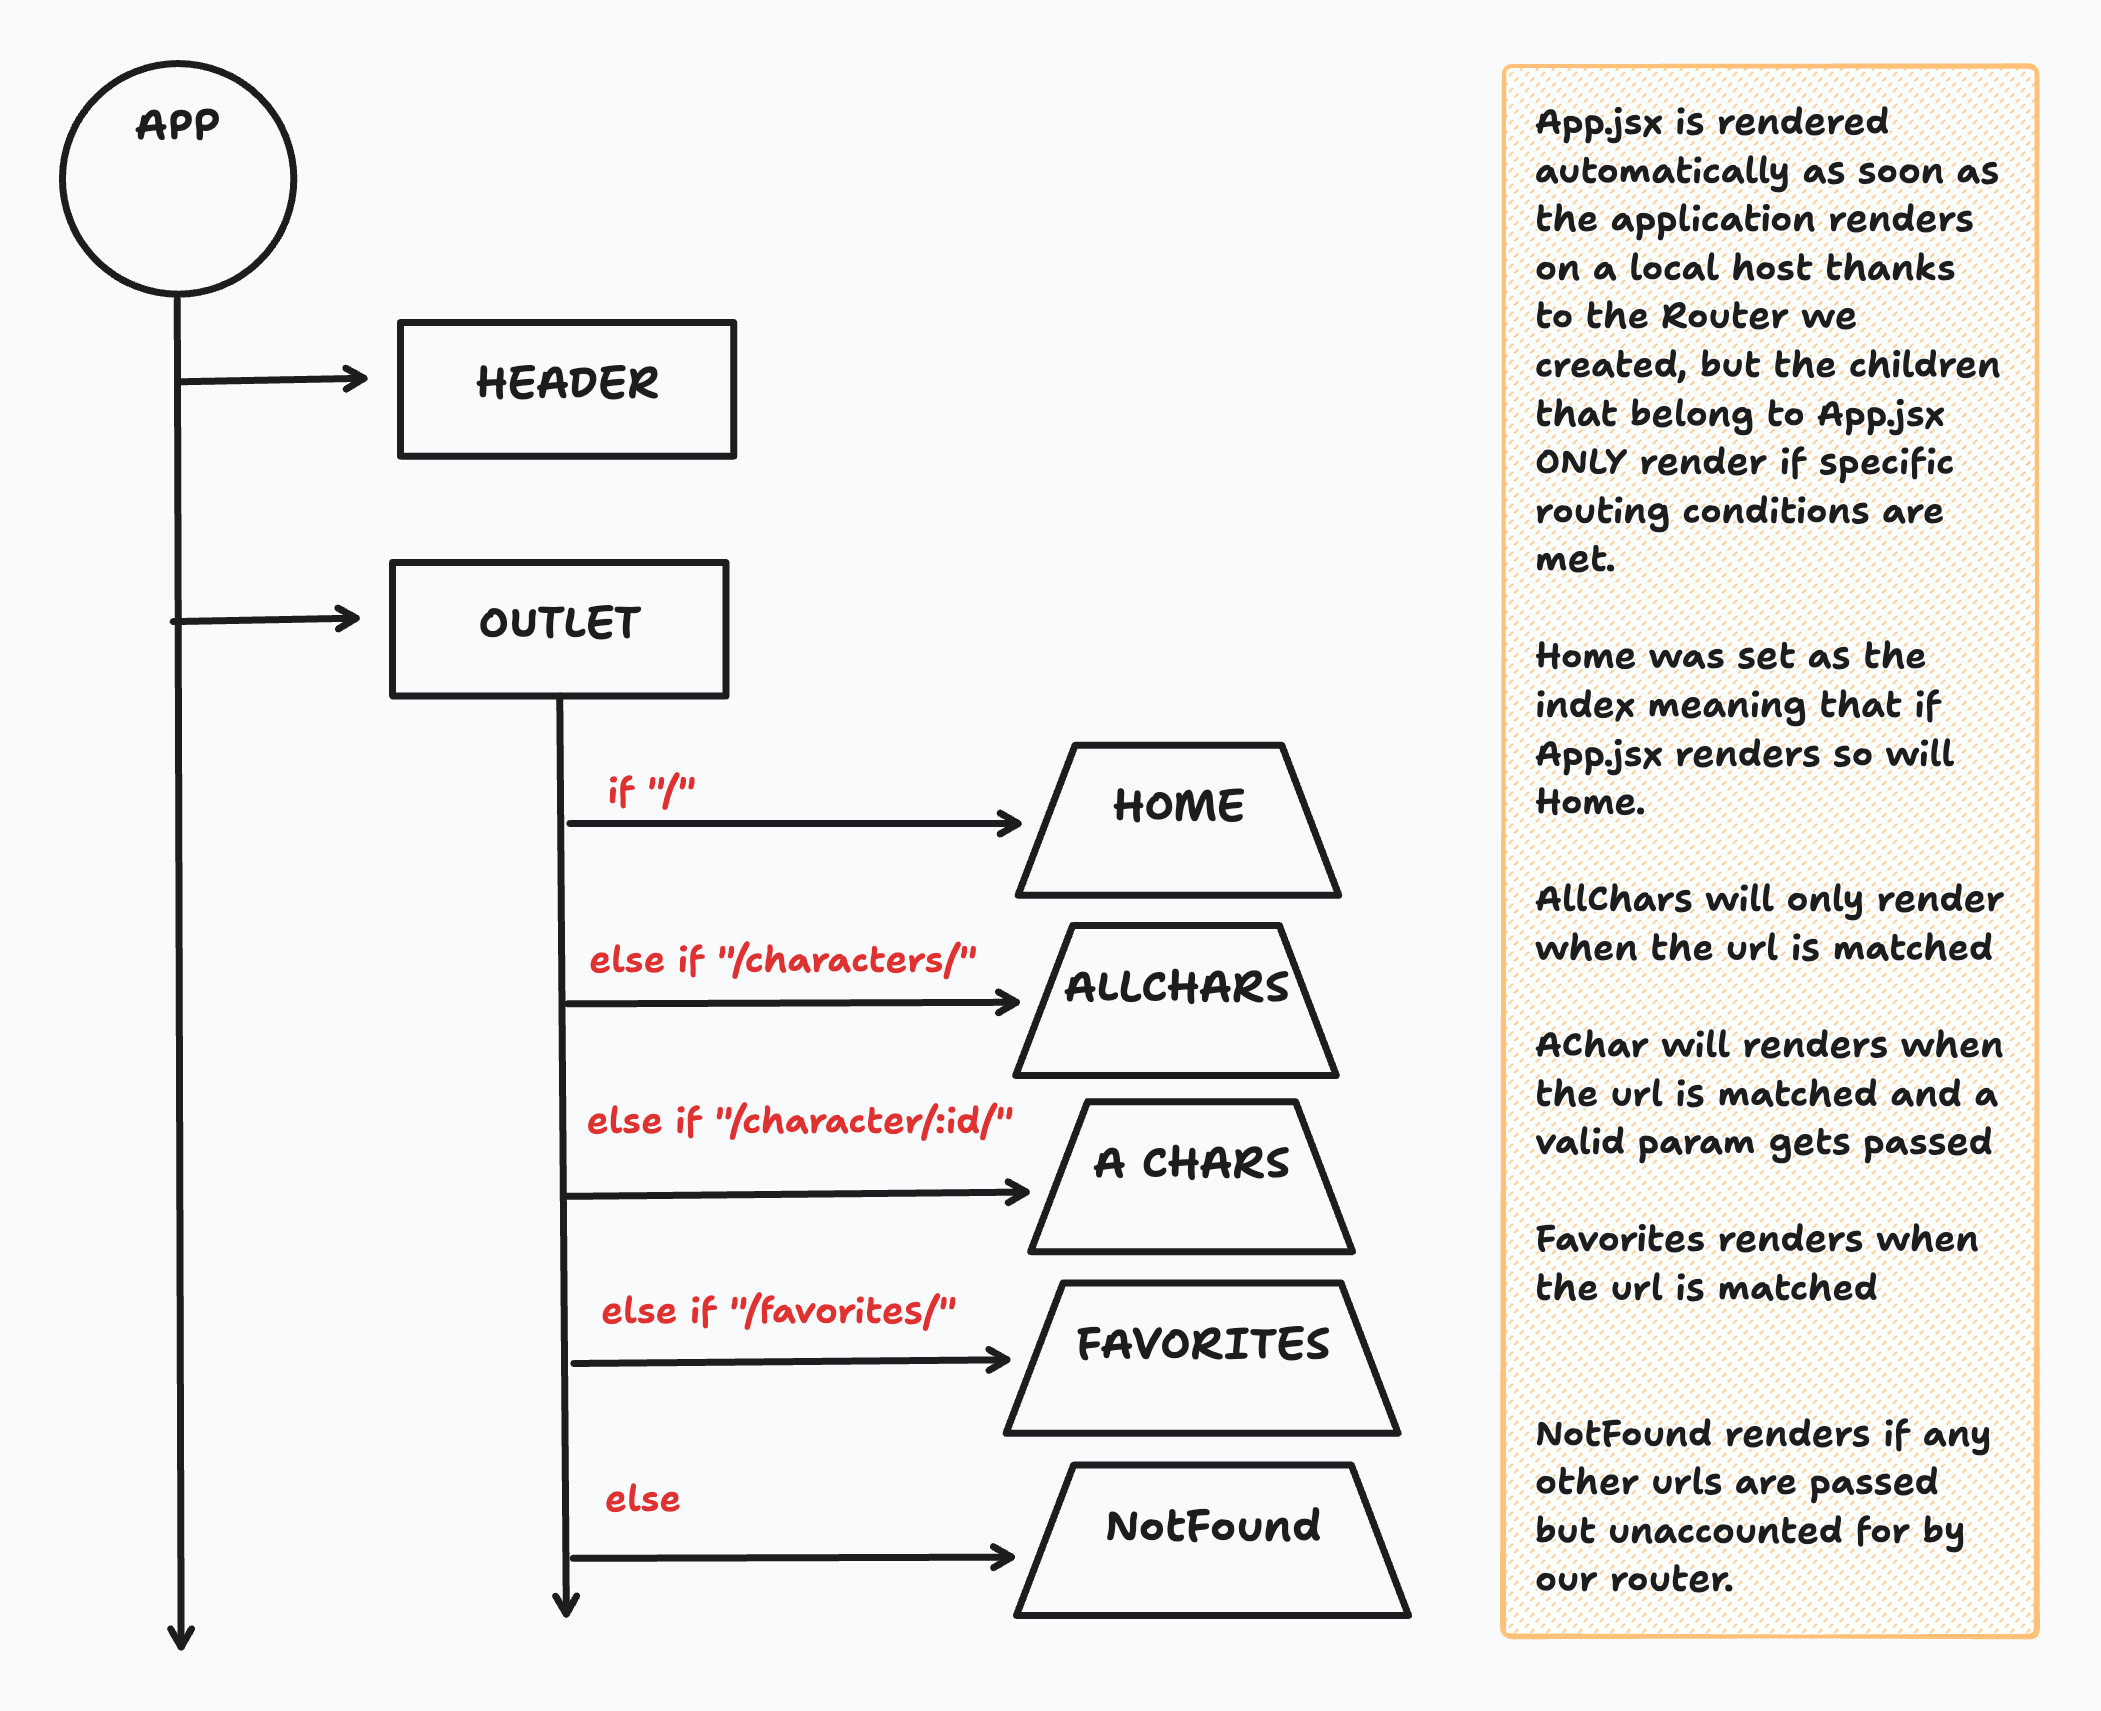 APP
HEADER
OUTLET
if "/"
HOME
else if "/characters/"
ALLCHARS
else if "/character/:id/"
A CHARS
else if "/favorites/"
FAVORITES
else
NotFound
App.jsx is rendered
automatically as soon as
the application renders
on a local host thanks
to the Router we
created, but the children
that belong to App.jsx
ONLY render if specific
routing conditions are
met.
Home was set as the
index meaning that if
App.jsx renders so will
Home.
AllChars will only render
when the url is matched
AChar will renders when
the url is matched and a
valid param gets passed
Favorites renders when
the url is matched
NotFound renders if any
other urls are passed
but unaccounted for by
our router.